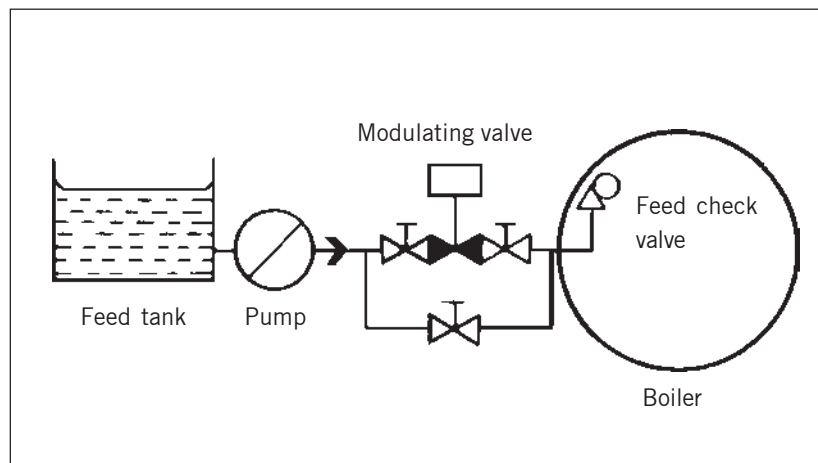 Modulating valve
Feed check
valve
Feed tank
Pump
Boiler